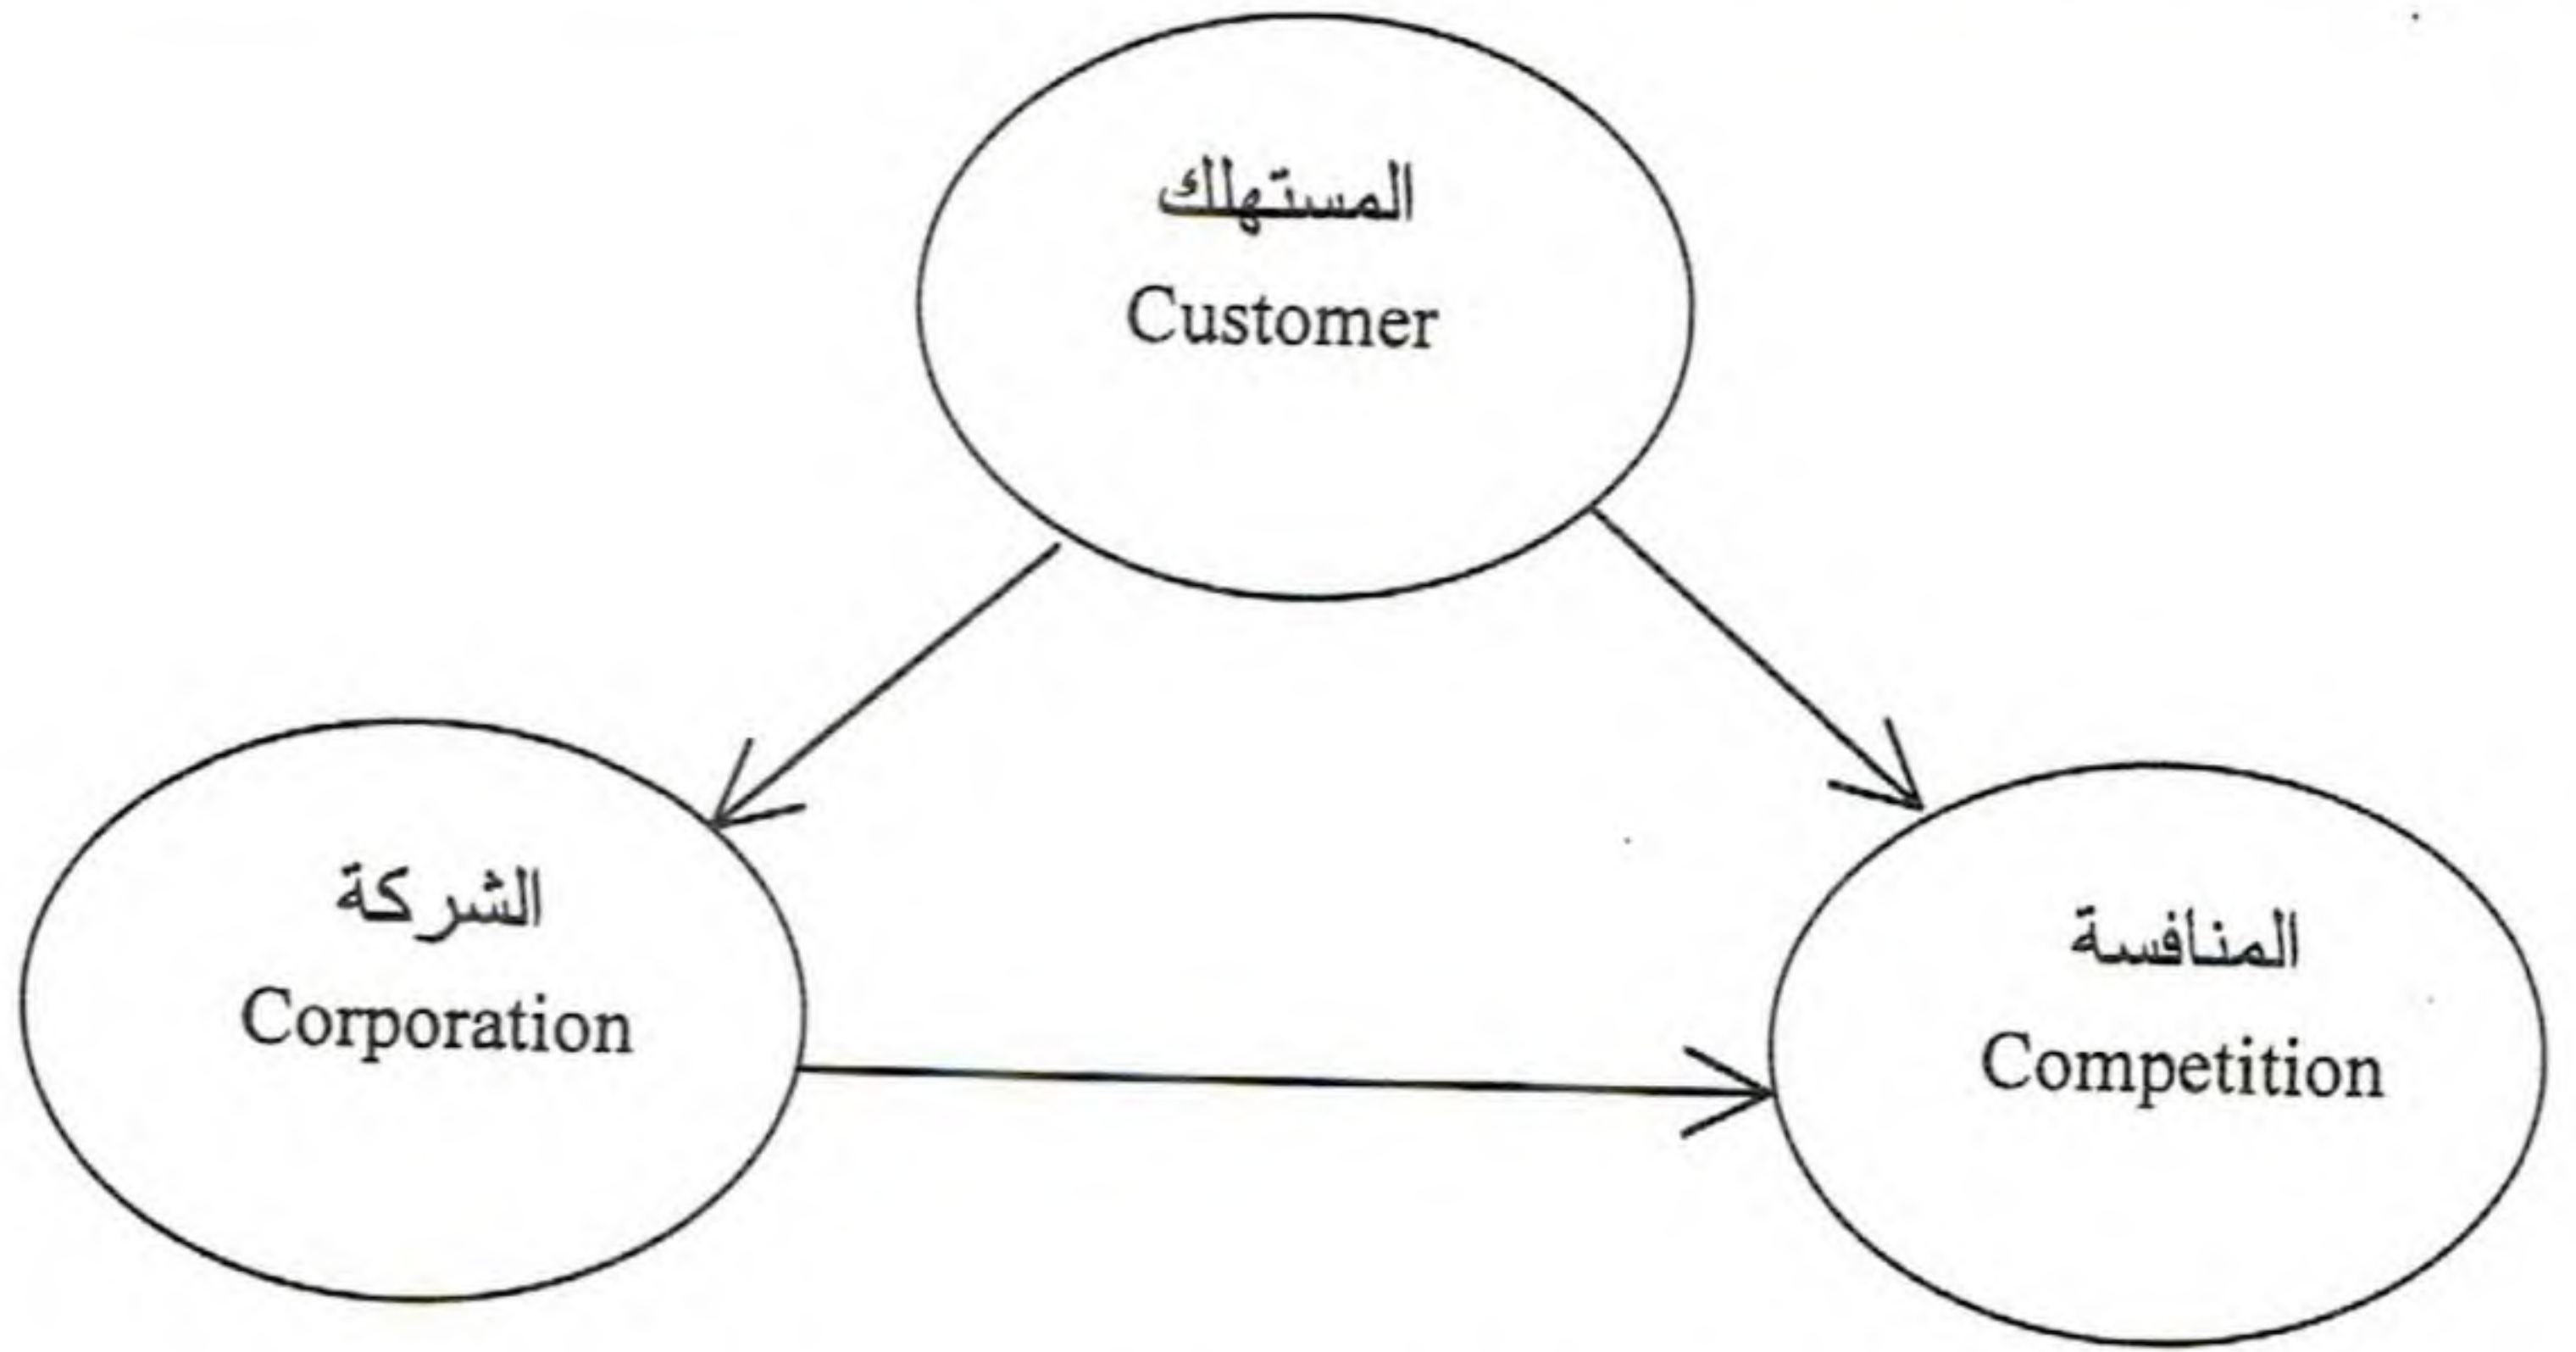 المستهلك
Customer
الشركة
Corporation
المنافسة
Competition